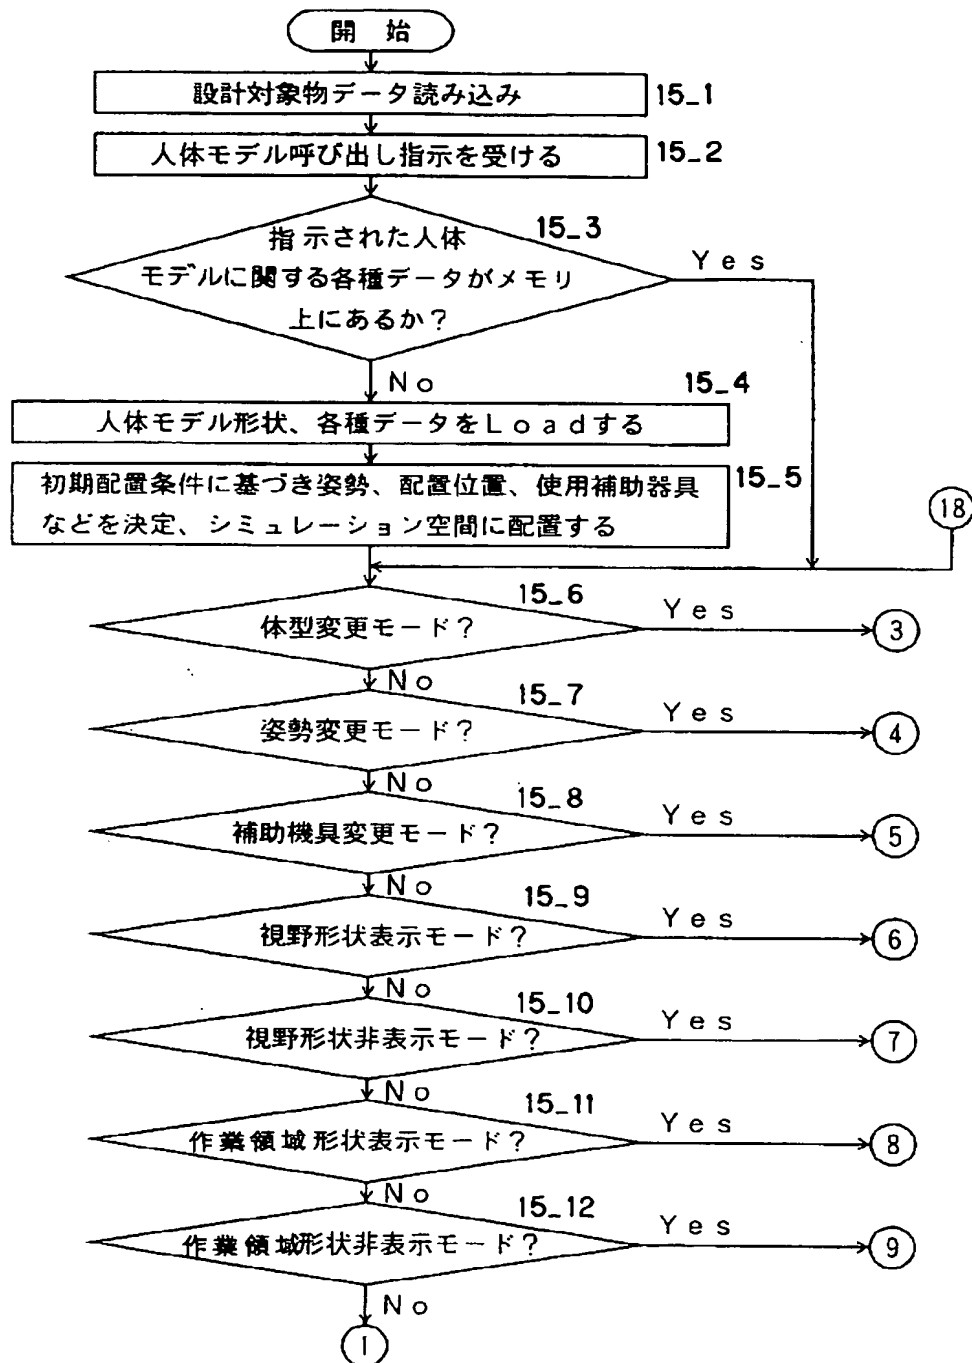 開 始
設計対象物データ読み込み
15_1
人体モデル呼び出し指示を受ける
15_2
15_3
指示された人体
モデルに関する各種データがメモリ
上にあるか？
Yes
No
15_4
人体モデル形状、各種データをLoadする
15_5
初期配置条件に基づき姿勢、配置位置、使用補助器具
などを決定、シミュレーション空間に配置する
18
15_6
体型変更モード？
Yes
3
No
15_7
姿勢変更モード？
Yes
4
No
15_8
補助機具変更モード？
Yes
5
No
15_9
視野形状表示モード？
Yes
6
No
15_10
視野形状非表示モード？
Yes
7
No
15_11
作業領域形状表示モード？
Yes
8
No
15_12
作業領域形状非表示モード？
Yes
9
No
1